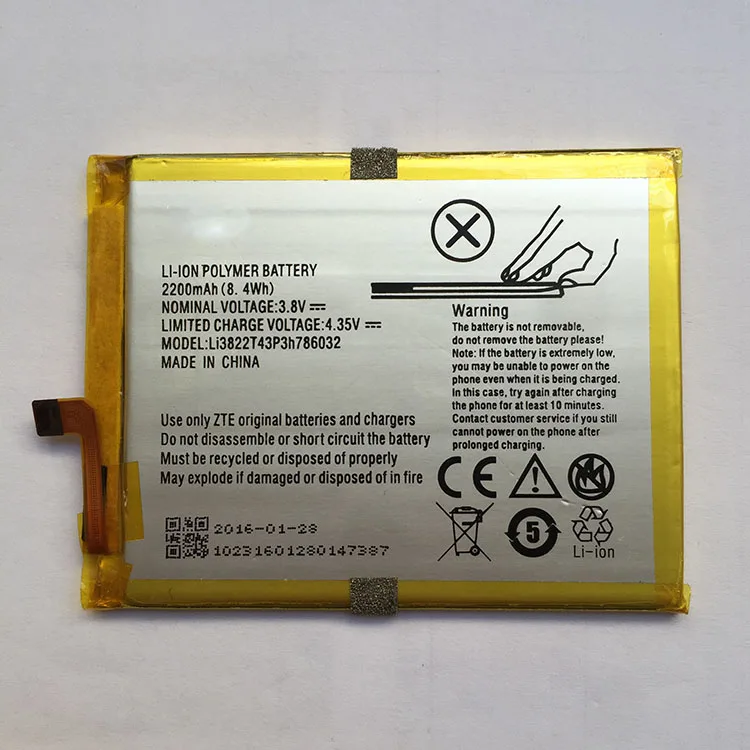 LI-ION POLYMER BATTERY
2200mAh(8.4Wh)
NOMINAL VOLTAGE:3.8V
LIMITED CHARGE VOLTAGE:4.35V
MODEL:Li3822T43P3h786032
MADE IN CHINA
Use only ZTE original batteries and chargers
Do not disassemble or short circuit the battery
Must be recycled or disposed of properly
May explode if damaged or disposed of in fire
2016-01-28
10231601280147387
Warning
The battery is not removable,
do not remove the battery please!
Note: If the battery is extremely low,
you may be unable to power on the
phone even when it is being charged.
In this case, try again after charging
the phone for at least 10 minutes.
Contact customer service if you still
cannot power on the phone after
prolonged charging.
CE
5
Li-ion